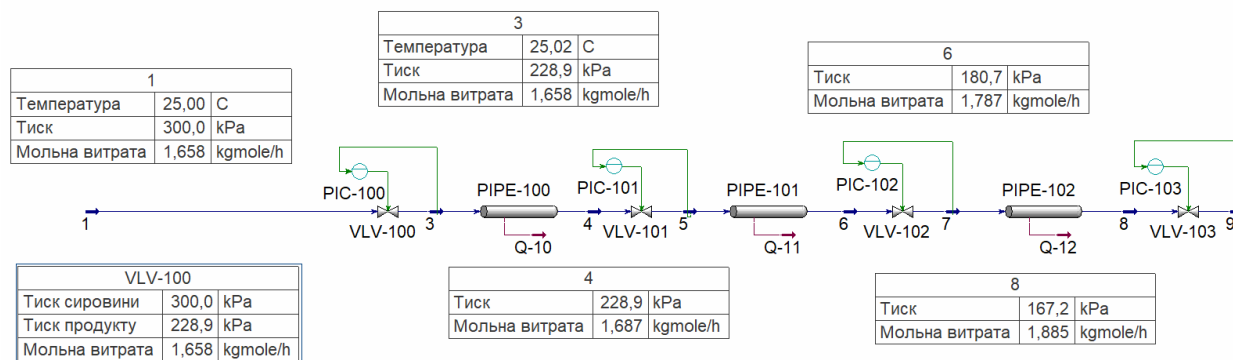 3
Температура 25,02 C
Тиск 228,9 kPa
Мольна витрата 1,658 kgmole/h
6
Тиск 180,7 kPa
Мольна витрата 1,787 kgmole/h
1
Температура 25,00 C
Тиск 300,0 kPa
Мольна витрата 1,658 kgmole/h
PIC-100 PIPE-100 PIC-101 PIPE-101 PIC-102 PIPE-102 PIC-103
1 VLV-100 3 Q-10 4 VLV-101 5 Q-11 6 VLV-102 7 Q-12 8 VLV-103 9
VLV-100
Тиск сировини 300,0 kPa
Тиск продукту 228,9 kPa
Мольна витрата 1,658 kgmole/h
4
Тиск 228,9 kPa
Мольна витрата 1,687 kgmole/h
8
Тиск 167,2 kPa
Мольна витрата 1,885 kgmole/h